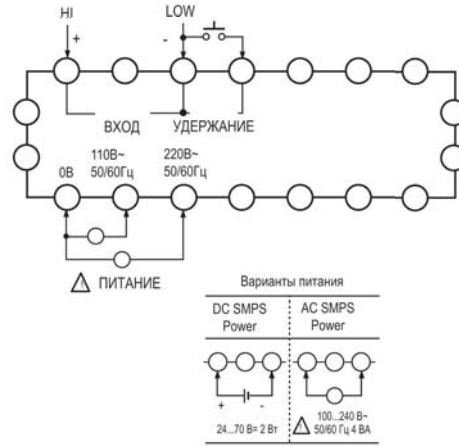 HI
LOW
+
-
ВХОД
УДЕРЖАНИЕ
0В
110В~
50/60Гц
220В~
50/60Гц
ПИТАНИЕ
Варианты питания
DC SMPS
Power
AC SMPS
Power
+
-
24...70 В= 2 Вт
100...240 В~
50/60 Гц 4 ВА